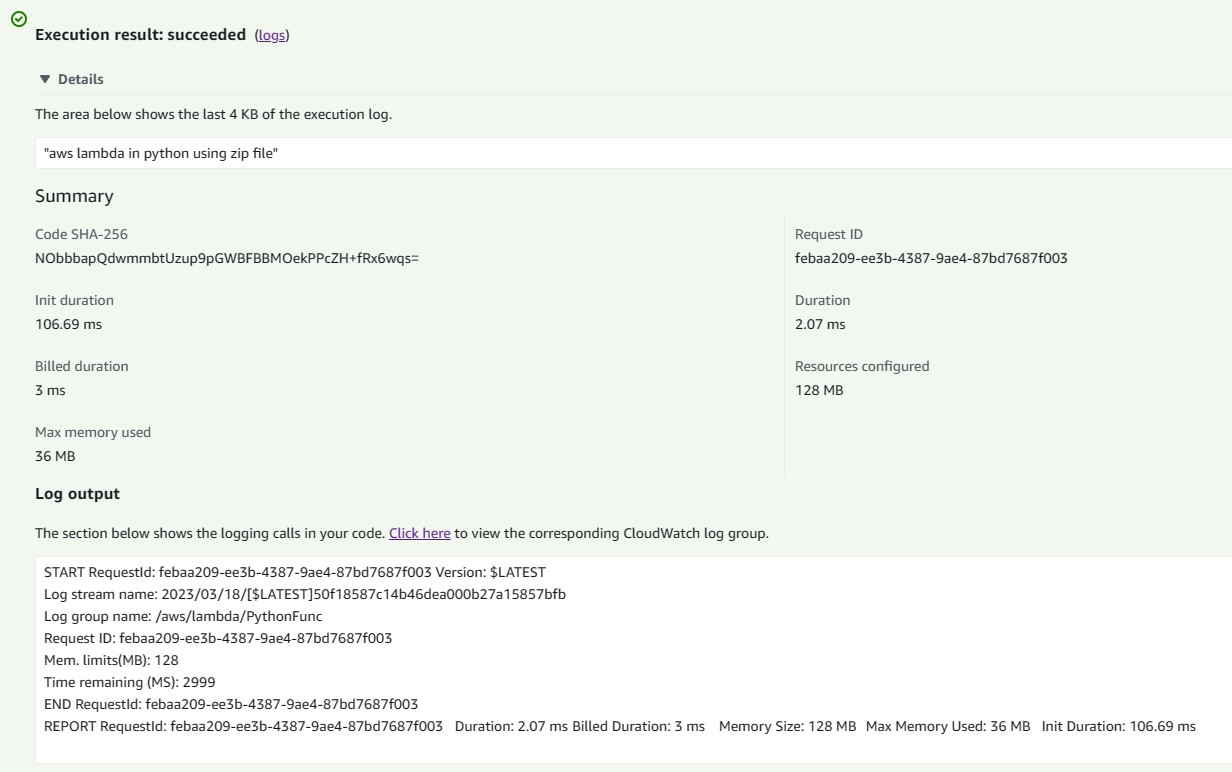 Execution result: succeeded (logs)
Details
The area below shows the last 4 KB of the execution log.
"aws lambda in python using zip file"
Summary
Code SHA-256
NObbbapQdwmmbtUzup9pGWBFBBMOekPPcZH+fRx6wqs=
Request ID
febaa209-ee3b-4387-9ae4-87bd7687f003
Init duration
106.69 ms
Duration
2.07 ms
Billed duration
3 ms
Resources configured
128 MB
Max memory used
36 MB
Log output
The section below shows the logging calls in your code. Click here to view the corresponding CloudWatch log group.
START RequestId: febaa209-ee3b-4387-9ae4-87bd7687f003 Version: $LATEST
Log stream name: 2023/03/18/[$LATEST]50f18587c14b46dea000b27a15857bfb
Log group name: /aws/lambda/PythonFunc
Request ID: febaa209-ee3b-4387-9ae4-87bd7687f003
Mem. limits(MB): 128
Time remaining (MS): 2999
END RequestId: febaa209-ee3b-4387-9ae4-87bd7687f003
REPORT RequestId: febaa209-ee3b-4387-9ae4-87bd7687f003 Duration: 2.07 ms Billed Duration: 3 ms Memory Size: 128 MB Max Memory Used: 36 MB Init Duration: 106.69 ms